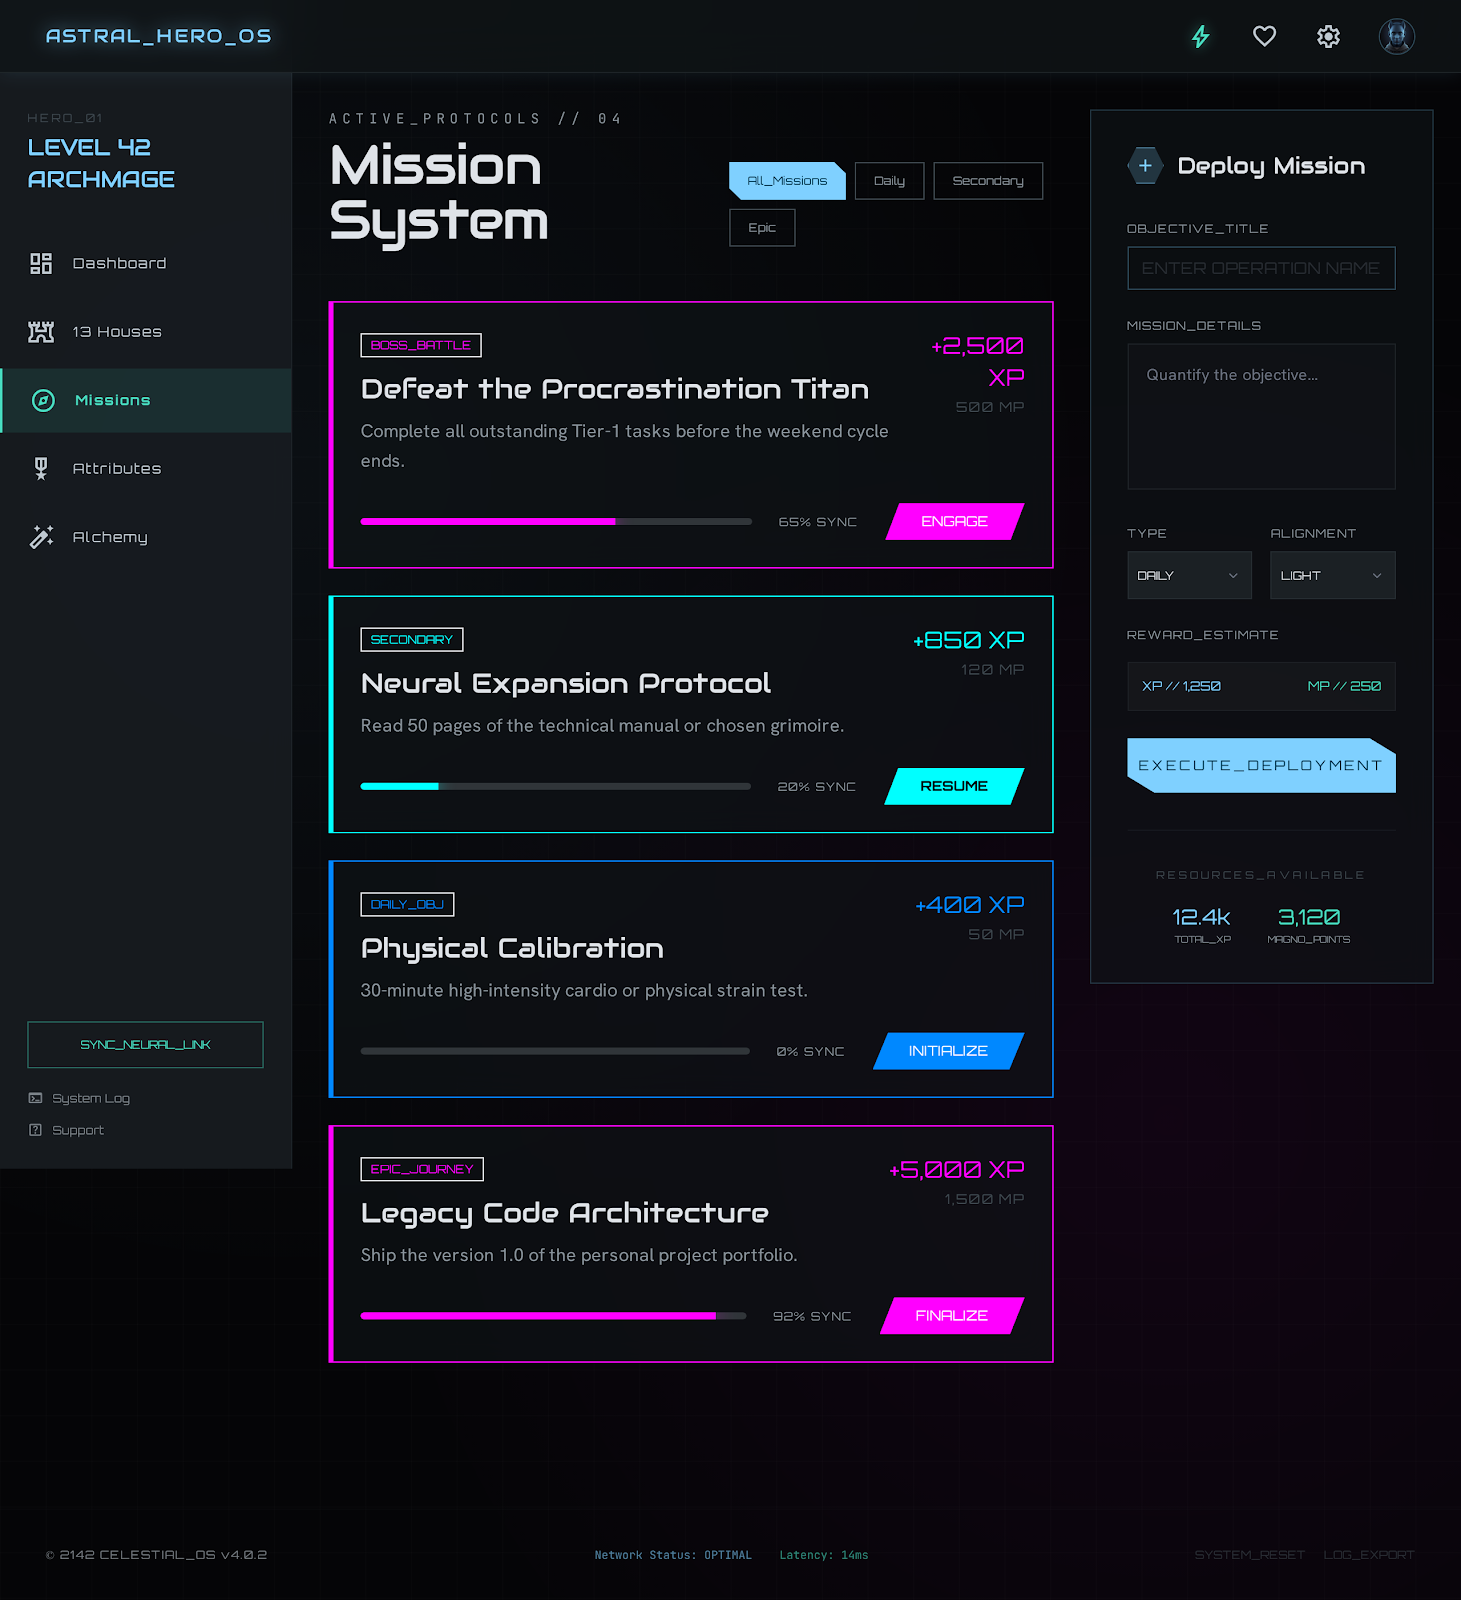 ASTRAL_HERO_OS
HERO_01
LEVEL 42
ARCHMAGE
Dashboard
13 Houses
Missions
Attributes
Alchemy
SYNC_NEURAL_LINK
System Log
Support
ACTIVE_PROTOCOLS // 04
Mission
System
All_Missions
Daily
Secondary
Epic
BOSS_BATTLE
+2,500
XP
500 MP
Defeat the Procrastination Titan
Complete all outstanding Tier-1 tasks before the weekend cycle
ends.
65% SYNC
ENGAGE
SECONDARY
+850 XP
120 MP
Neural Expansion Protocol
Read 50 pages of the technical manual or chosen grimoire.
20% SYNC
RESUME
DAILY_OBJ
+400 XP
50 MP
Physical Calibration
30-minute high-intensity cardio or physical strain test.
0% SYNC
INITIALIZE
EPIC_JOURNEY
+5,000 XP
1,500 MP
Legacy Code Architecture
Ship the version 1.0 of the personal project portfolio.
92% SYNC
FINALIZE
Deploy Mission
OBJECTIVE_TITLE
ENTER OPERATION NAME
MISSION_DETAILS
Quantify the objective...
TYPE
ALIGNMENT
DAILY
LIGHT
REWARD_ESTIMATE
XP // 1,250
MP // 250
EXECUTE_DEPLOYMENT
RESOURCES_AVAILABLE
12.4k
3,120
TOTAL_XP
MAGND_POINTS
© 2142 CELESTIAL_OS v4.0.2
Network Status: OPTIMAL
Latency: 14ms
SYSTEM_RESET
LOG_EXPORT